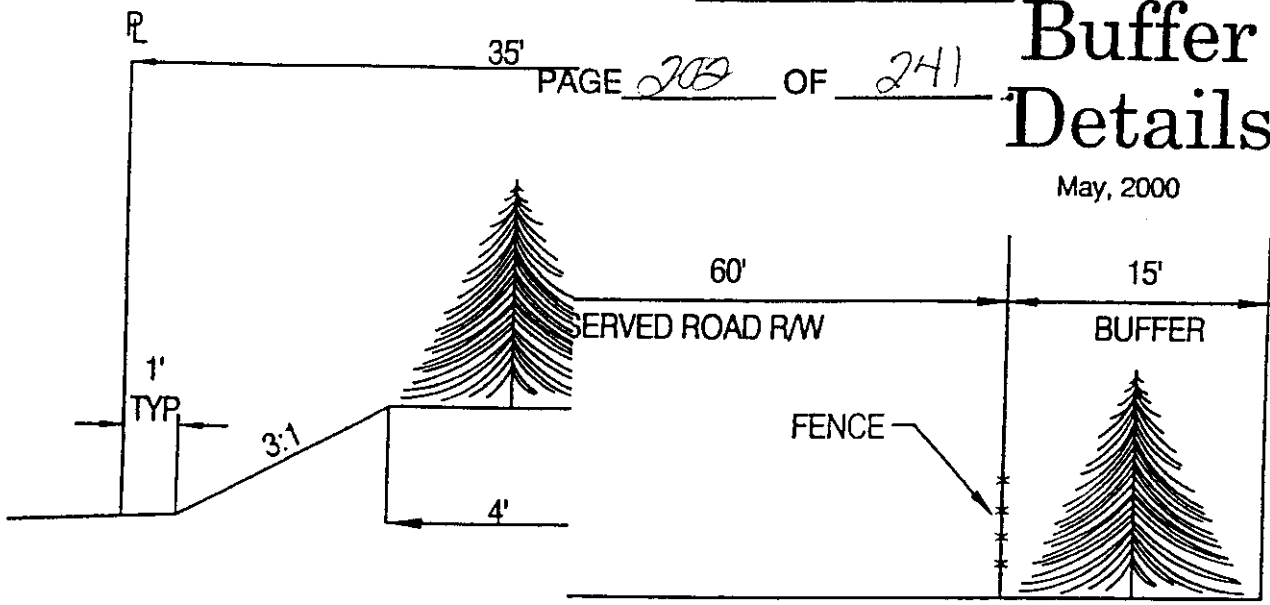 Buffer
Details
May, 2000
PAGE 202 OF 241
PL
35'
60'
15'
SERVED ROAD R/W
BUFFER
1'
TYP
3:1
FENCE
4'